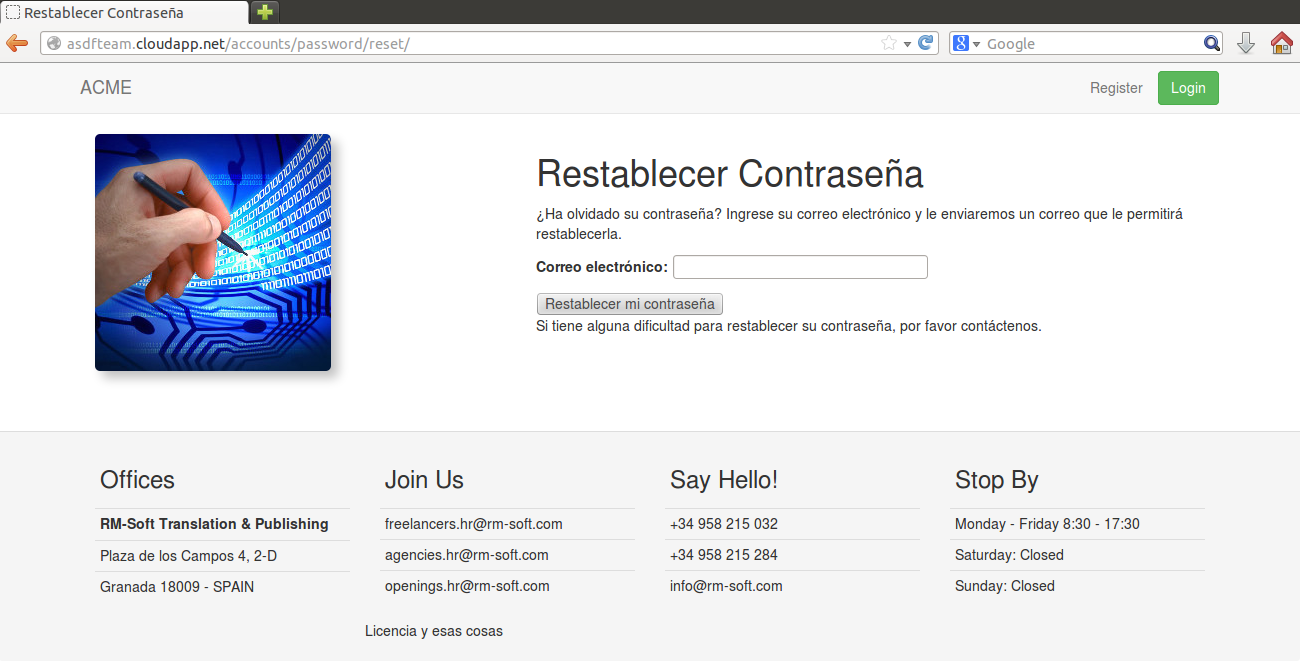 Restablecer Contraseña
asdfteam.cloudapp.net/accounts/password/reset/
Google
ACME
Register
Login
Restablecer Contraseña
¿Ha olvidado su contraseña? Ingrese su correo electrónico y le enviaremos un correo que le permitirá
restablecerla.
Correo electrónico:
Restablecer mi contraseña
Si tiene alguna dificultad para restablecer su contraseña, por favor contáctenos.
Offices
RM-Soft Translation & Publishing
Plaza de los Campos 4, 2-D
Granada 18009 - SPAIN
Join Us
freelancers.hr@rm-soft.com
agencies.hr@rm-soft.com
openings.hr@rm-soft.com
Say Hello!
+34 958 215 032
+34 958 215 284
info@rm-soft.com
Stop By
Monday - Friday 8:30 - 17:30
Saturday: Closed
Sunday: Closed
Licencia y esas cosas